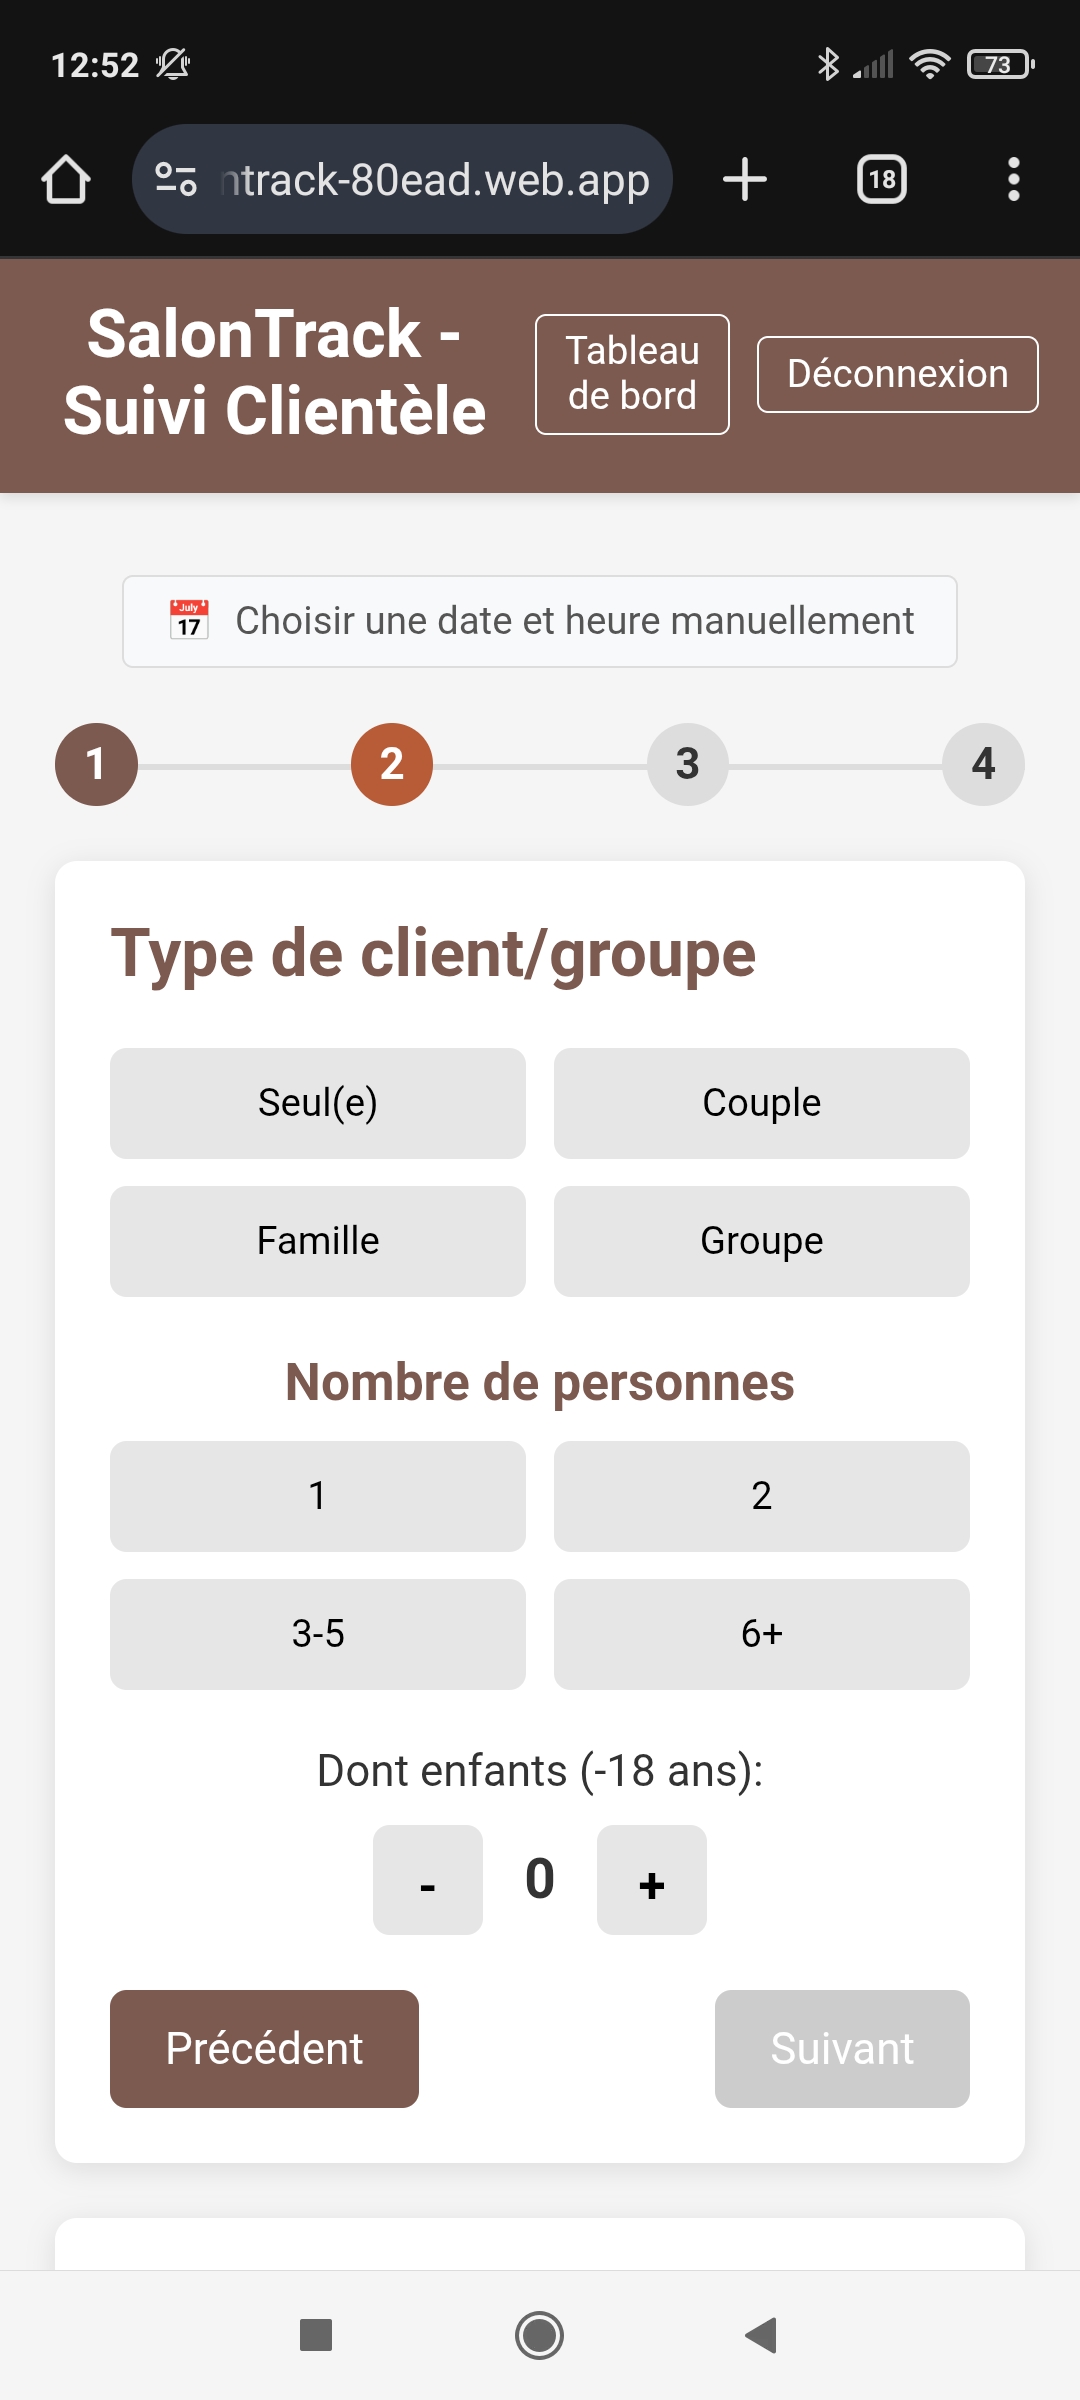 12:52
73
ntrack-80ead.web.app
18
SalonTrack -
Suivi Clientèle
Tableau
de bord
Déconnexion
July
17
Choisir une date et heure manuellement
1
2
3
4
Type de client/groupe
Seul(e)
Couple
Famille
Groupe
Nombre de personnes
1
2
3-5
6+
Dont enfants (-18 ans):
-
0
+
Précédent
Suivant